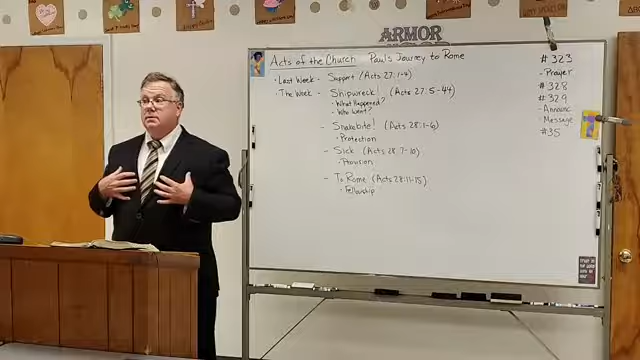 ARMOR
Acts of the Church Paul's Journey to Rome
• Last Week - Support (Acts 27:1-4)
• This Week - Shipwreck! (Acts 27:5-44)
• What Happened?
• Who Went?
- Snakebite! (Acts 28:1-6)
• Protection
- Sick (Acts 28:7-10)
• Provision
- To Rome (Acts 28:11-15)
• Fellowship
#323
- Prayer
#328
#329
- Announc
- Message
#35